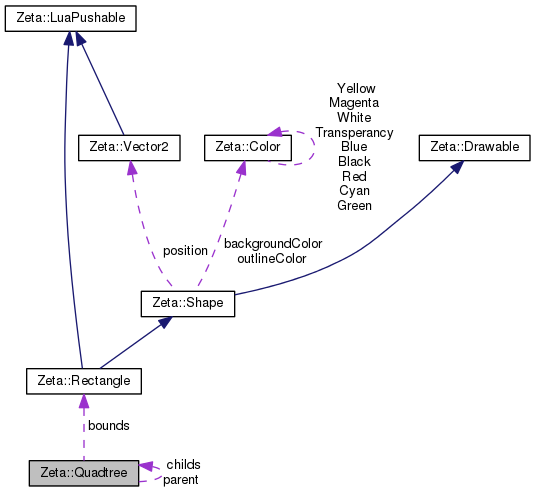 Zeta::LuaPushable
Yellow
Magenta
White
Transperancy
Blue
Black
Red
Cyan
Green
Zeta::Vector2
Zeta::Color
Zeta::Drawable
position
backgroundColor
outlineColor
Zeta::Shape
Zeta::Rectangle
bounds
Zeta::Quadtree
childs
parent